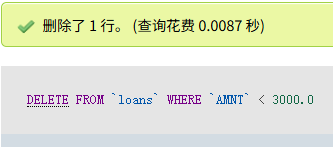 删除了 1 行。 (查询花费 0.0087 秒)
DELETE FROM `loans` WHERE `AMNT` < 3000.0